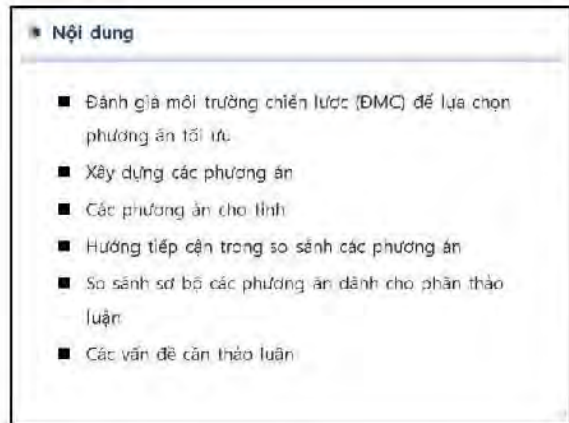 Nội dung
Đánh giá môi trường chiến lược (ĐMC) để lựa chọn
phương án tối ưu
Xây dựng các phương án
Các phương án cho tỉnh
Hướng tiếp cận trong so sánh các phương án
So sánh sơ bộ các phương án dành cho phần thảo
luận
Các vấn đề cần thảo luận